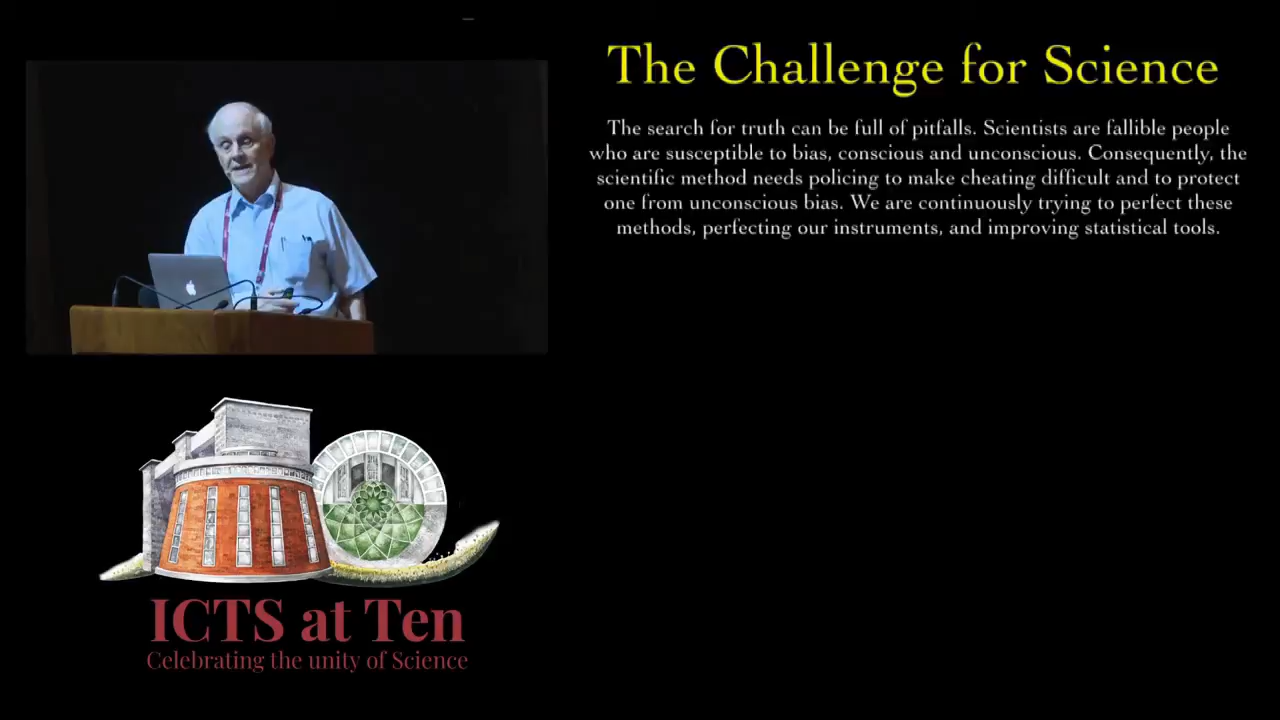 The Challenge for Science
The search for truth can be full of pitfalls. Scientists are fallible people
who are susceptible to bias, conscious and unconscious. Consequently, the
scientific method needs policing to make cheating difficult and to protect
one from unconscious bias. We are continuously trying to perfect these
methods, perfecting our instruments, and improving statistical tools.
ICTS at Ten
Celebrating the unity of Science